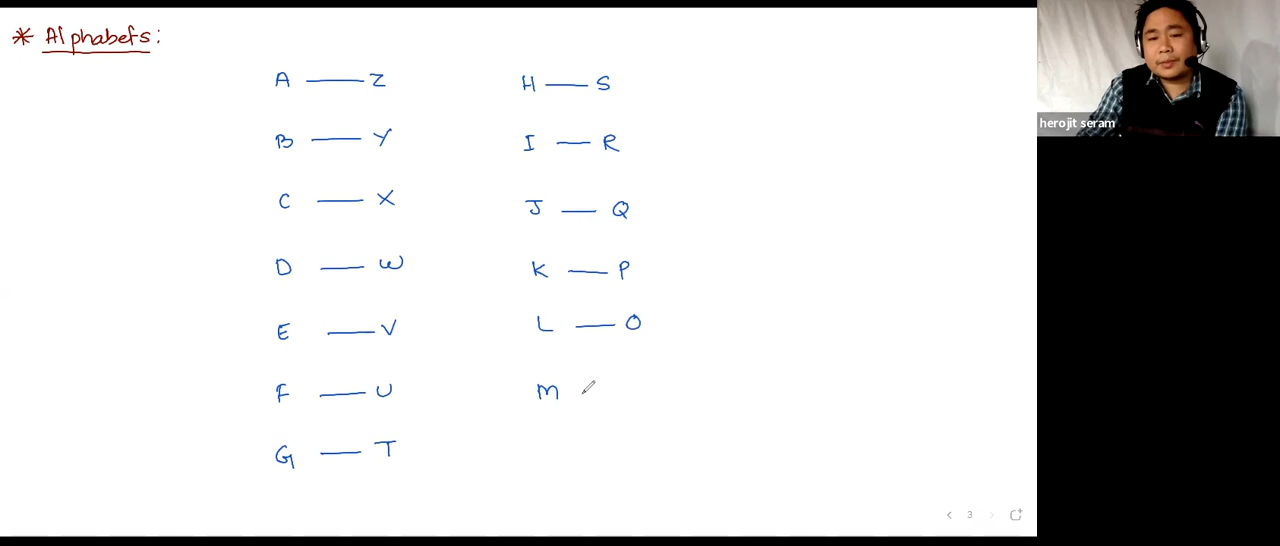 * Alphabets:
A — Z
B — Y
C — X
D — W
E — V
F — U
G — T
H — S
I — R
J — Q
K — P
L — O
M
herojit seram
3